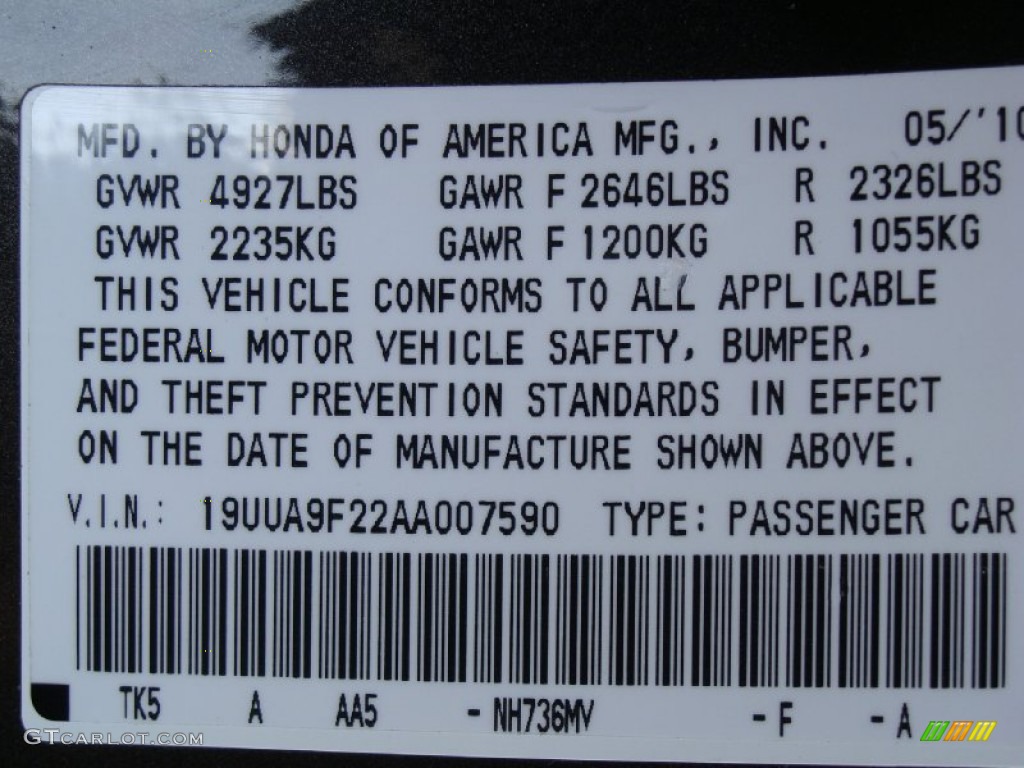 MFD. BY HONDA OF AMERICA MFG., INC. 05/'10
GVWR 4927LBS GAWR F 2646LBS R 2326LBS
GVWR 2235KG GAWR F 1200KG R 1055KG
THIS VEHICLE CONFORMS TO ALL APPLICABLE
FEDERAL MOTOR VEHICLE SAFETY, BUMPER,
AND THEFT PREVENTION STANDARDS IN EFFECT
ON THE DATE OF MANUFACTURE SHOWN ABOVE.
V.I.N.: 19UUA9F22AA007590 TYPE: PASSENGER CAR
TK5 A AA5 -NH736MV -F -A
GTCARLOT.COM